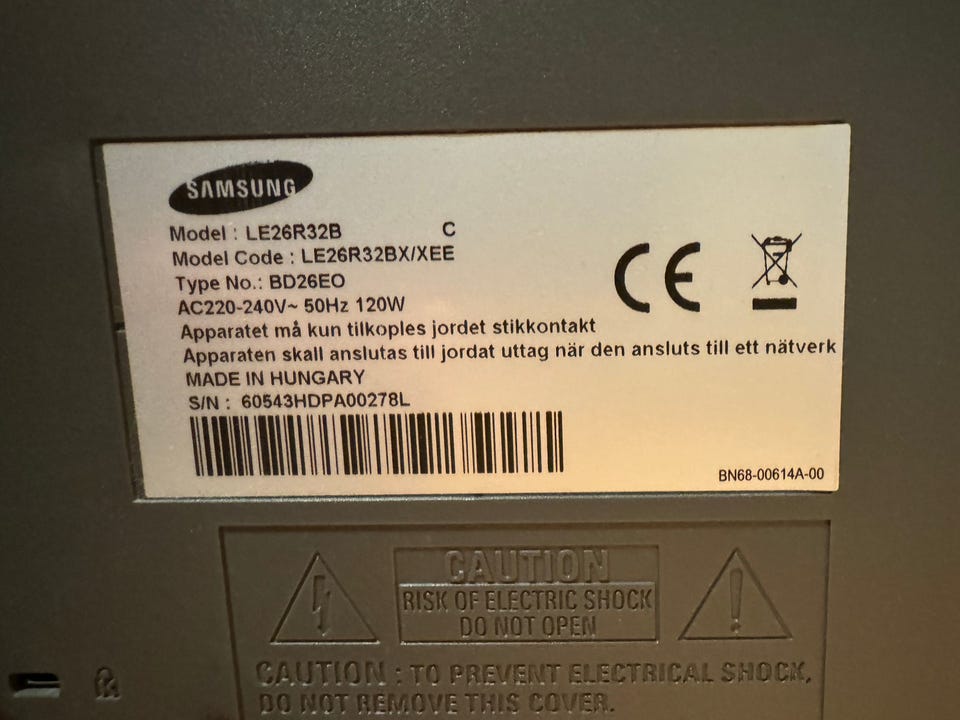 SAMSUNG
Model : LE26R32B C
Model Code : LE26R32BX/XEE
Type No.: BD26EO
AC220-240V~ 50Hz 120W
Apparatet må kun tilkoples jordet stikkontakt
Apparaten skall anslutas till jordat uttag när den ansluts till ett nätverk
MADE IN HUNGARY
S/N : 60543HDPA00278L
CE
BN68-00614A-00
CAUTION
RISK OF ELECTRIC SHOCK
DO NOT OPEN
CAUTION : TO PREVENT ELECTRICAL SHOCK,
DO NOT REMOVE THIS COVER.